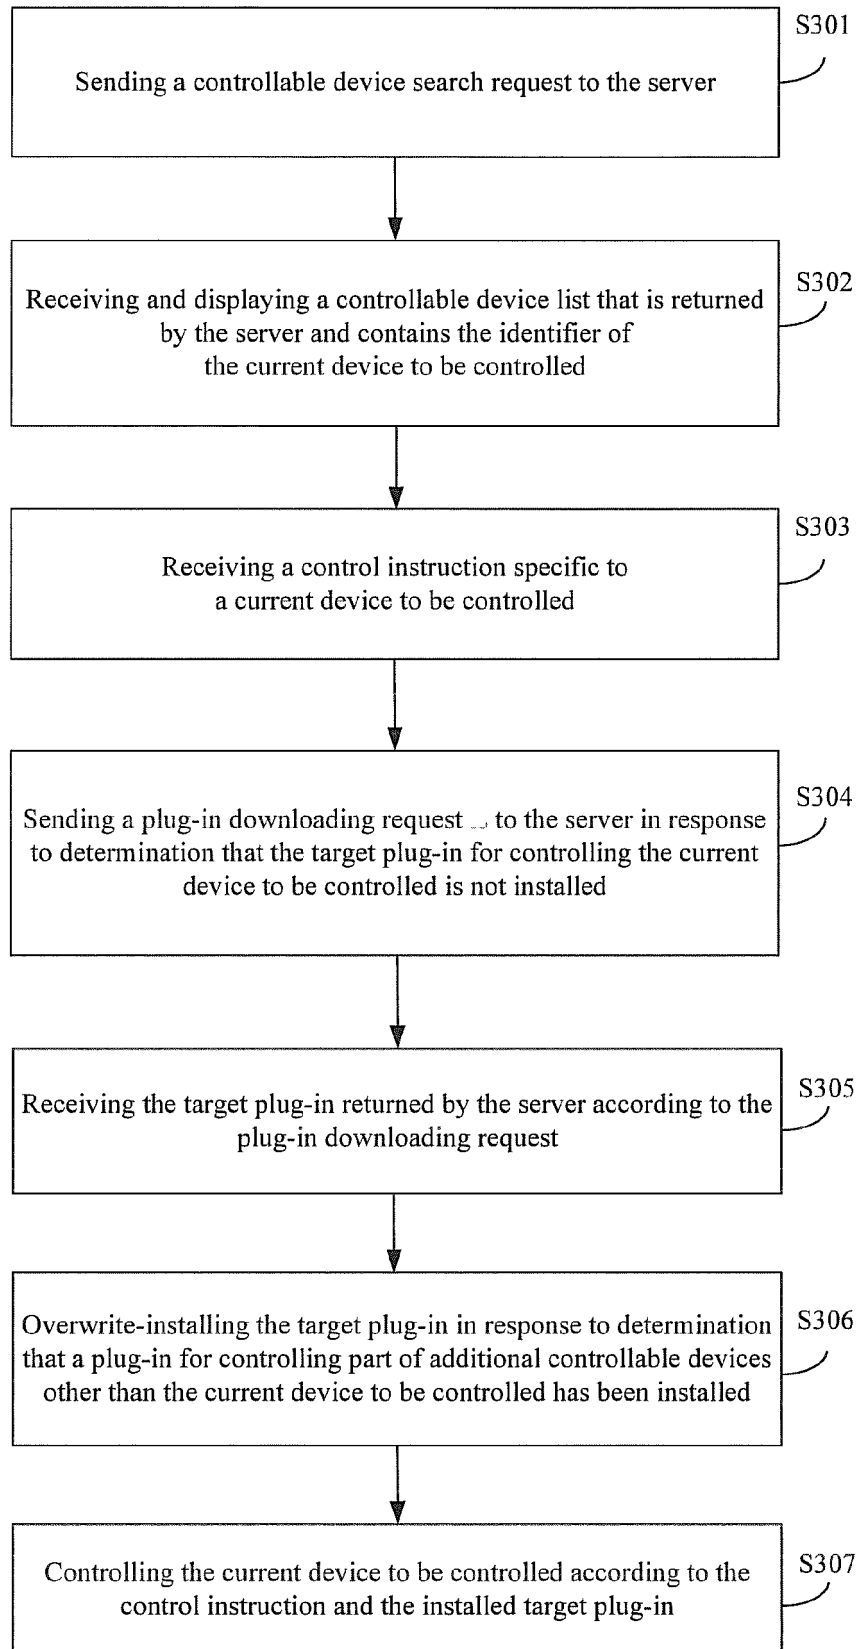 S301
Sending a controllable device search request to the server
S302
Receiving and displaying a controllable device list that is returned
by the server and contains the identifier of
the current device to be controlled
S303
Receiving a control instruction specific to
a current device to be controlled
S304
Sending a plug-in downloading request to the server in response
to determination that the target plug-in for controlling the current
device to be controlled is not installed
S305
Receiving the target plug-in returned by the server according to the
plug-in downloading request
S306
Overwrite-installing the target plug-in in response to determination
that a plug-in for controlling part of additional controllable devices
other than the current device to be controlled has been installed
S307
Controlling the current device to be controlled according to the
control instruction and the installed target plug-in